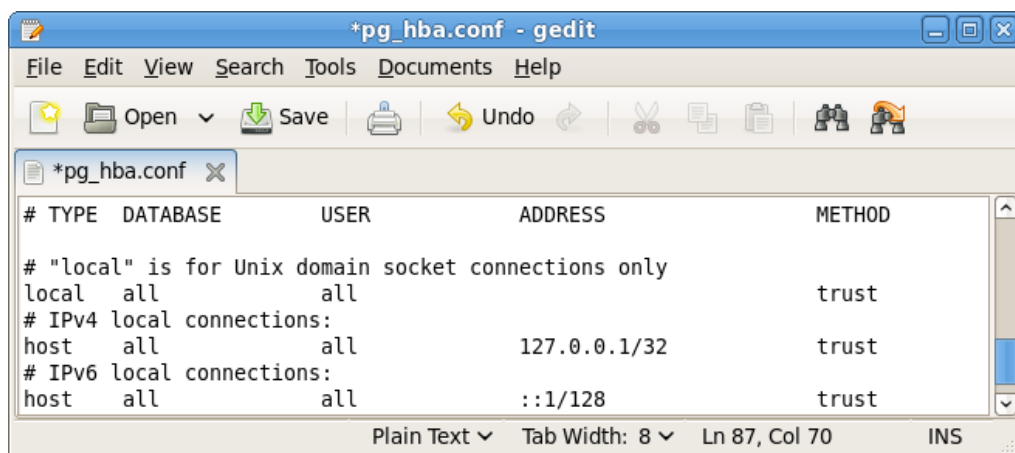 *pg_hba.conf - gedit
File Edit View Search Tools Documents Help
Open Save Undo
*pg_hba.conf
# TYPE  DATABASE        USER            ADDRESS                 METHOD
# "local" is for Unix domain socket connections only
local   all             all                                     trust
# IPv4 local connections:
host    all             all             127.0.0.1/32            trust
# IPv6 local connections:
host    all             all             ::1/128                 trust
Plain Text Tab Width: 8 Ln 87, Col 70 INS